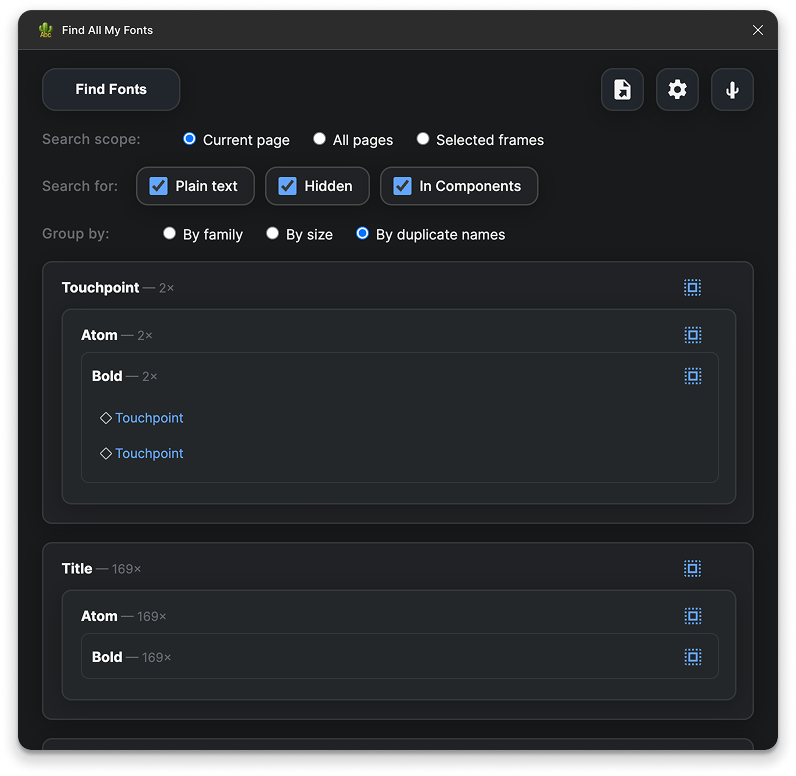 Abc Find All My Fonts
Find Fonts
Search scope: Current page All pages Selected frames
Search for: Plain text Hidden In Components
Group by: By family By size By duplicate names
Touchpoint — 2×
Atom — 2×
Bold — 2×
Touchpoint
Touchpoint
Title — 169×
Atom — 169×
Bold — 169×